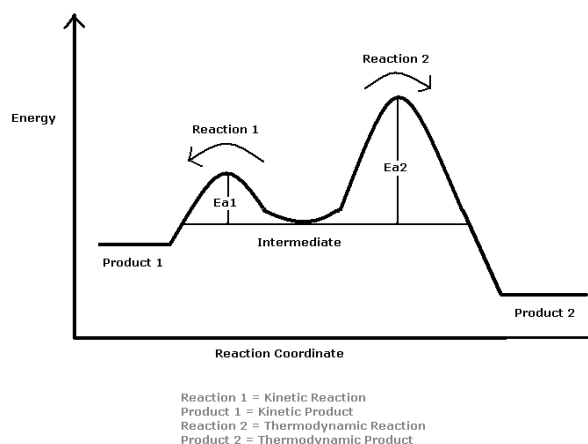 Reaction 2
Energy
Reaction 1
Ea2
Ea1
Intermediate
Product 1
Product 2
Reaction Coordinate
Reaction 1 = Kinetic Reaction
Product 1 = Kinetic Product
Reaction 2 = Thermodynamic Reaction
Product 2 = Thermodynamic Product